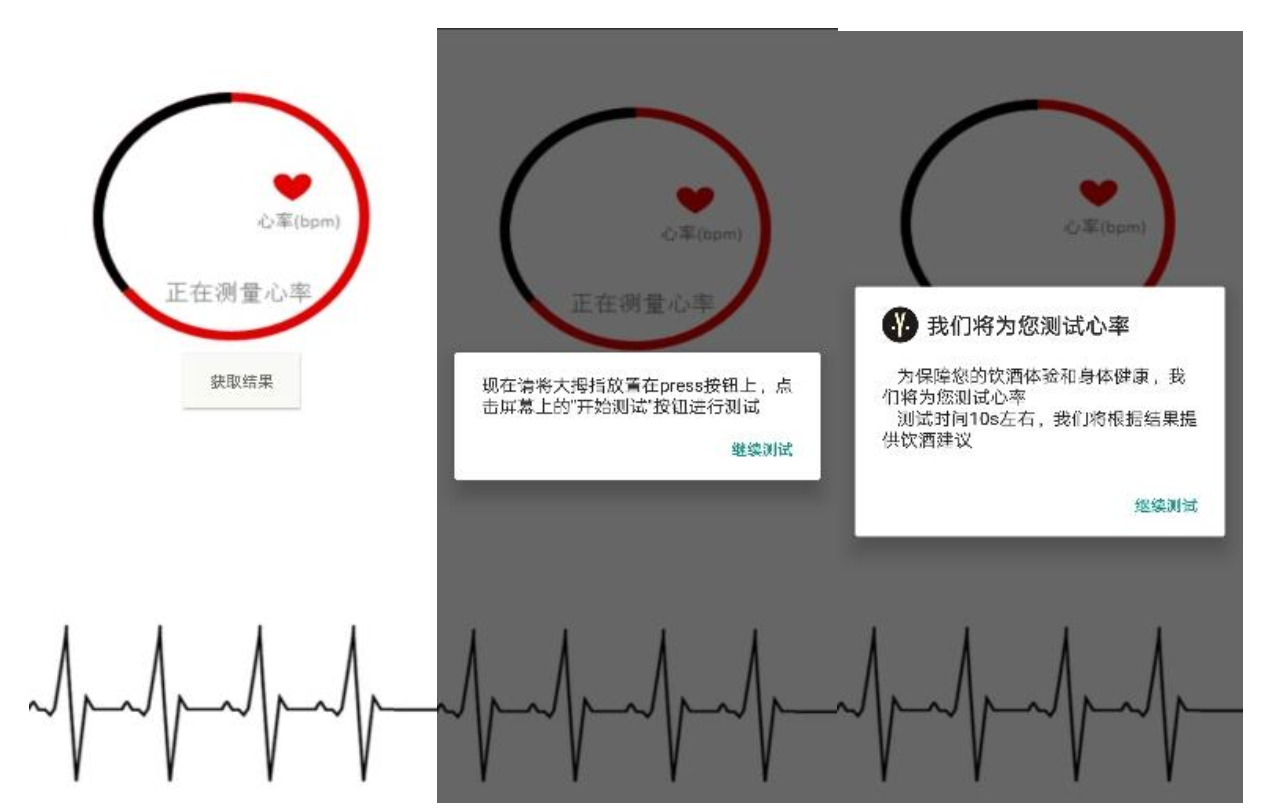 心率(bpm)
正在测量心率
获取结果
心率(bpm)
正在测量心率
现在请将大拇指放置在press按钮上，点
击屏幕上的"开始测试"按钮进行测试
继续测试
心率(bpm)
我们将为您测试心率
为保障您的饮酒体验和身体健康，我
们将为您测试心率
测试时间10s左右，我们将根据结果提
供饮酒建议
继续测试